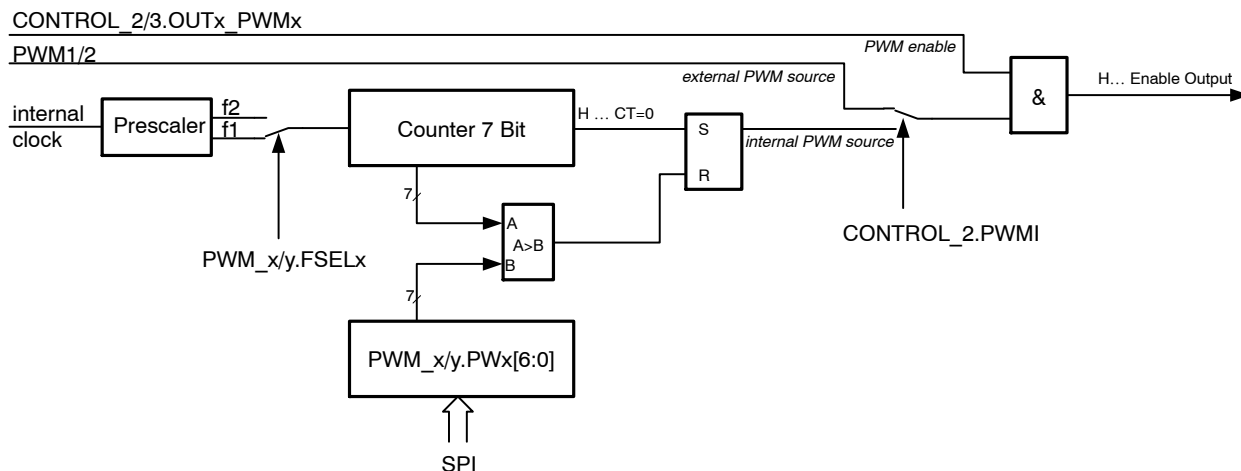 CONTROL_2/3.OUTx_PWMx
PWM enable
PWM1/2
external PWM source
H... Enable Output
&
internal
clock
Prescaler
f2
f1
Counter 7 Bit
H ... CT=0
S
R
internal PWM source
7
A
A>B
B
PWM_x/y.FSELx
CONTROL_2.PWMI
7
PWM_x/y.PWx[6:0]
SPI